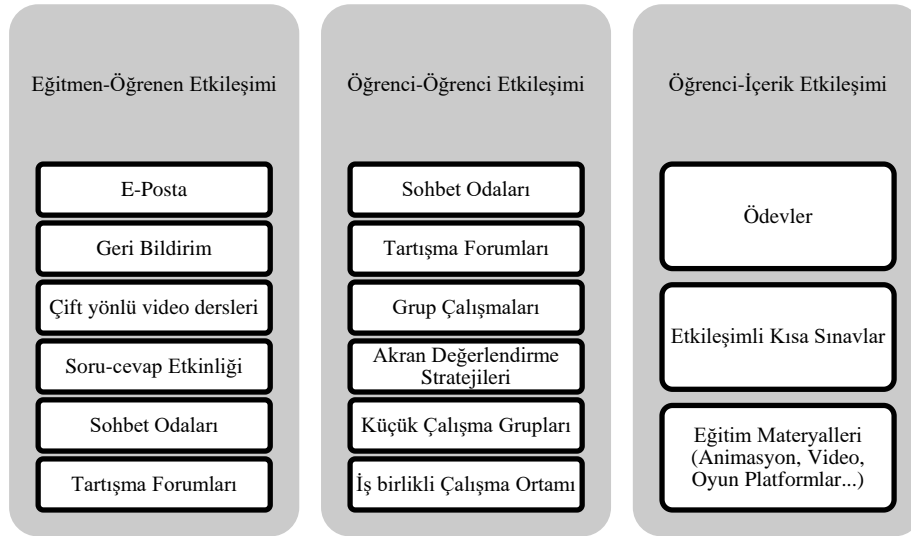 Eğitmen-Öğrenen Etkileşimi
E-Posta
Geri Bildirim
Çift yönlü video dersleri
Soru-cevap Etkinliği
Sohbet Odaları
Tartışma Forumları
Öğrenci-Öğrenci Etkileşimi
Sohbet Odaları
Tartışma Forumları
Grup Çalışmaları
Akran Değerlendirme
Stratejileri
Küçük Çalışma Grupları
İş birlikli Çalışma Ortamı
Öğrenci-İçerik Etkileşimi
Ödevler
Etkileşimli Kısa Sınavlar
Eğitim Materyalleri
(Animasyon, Video,
Oyun Platformlar...)